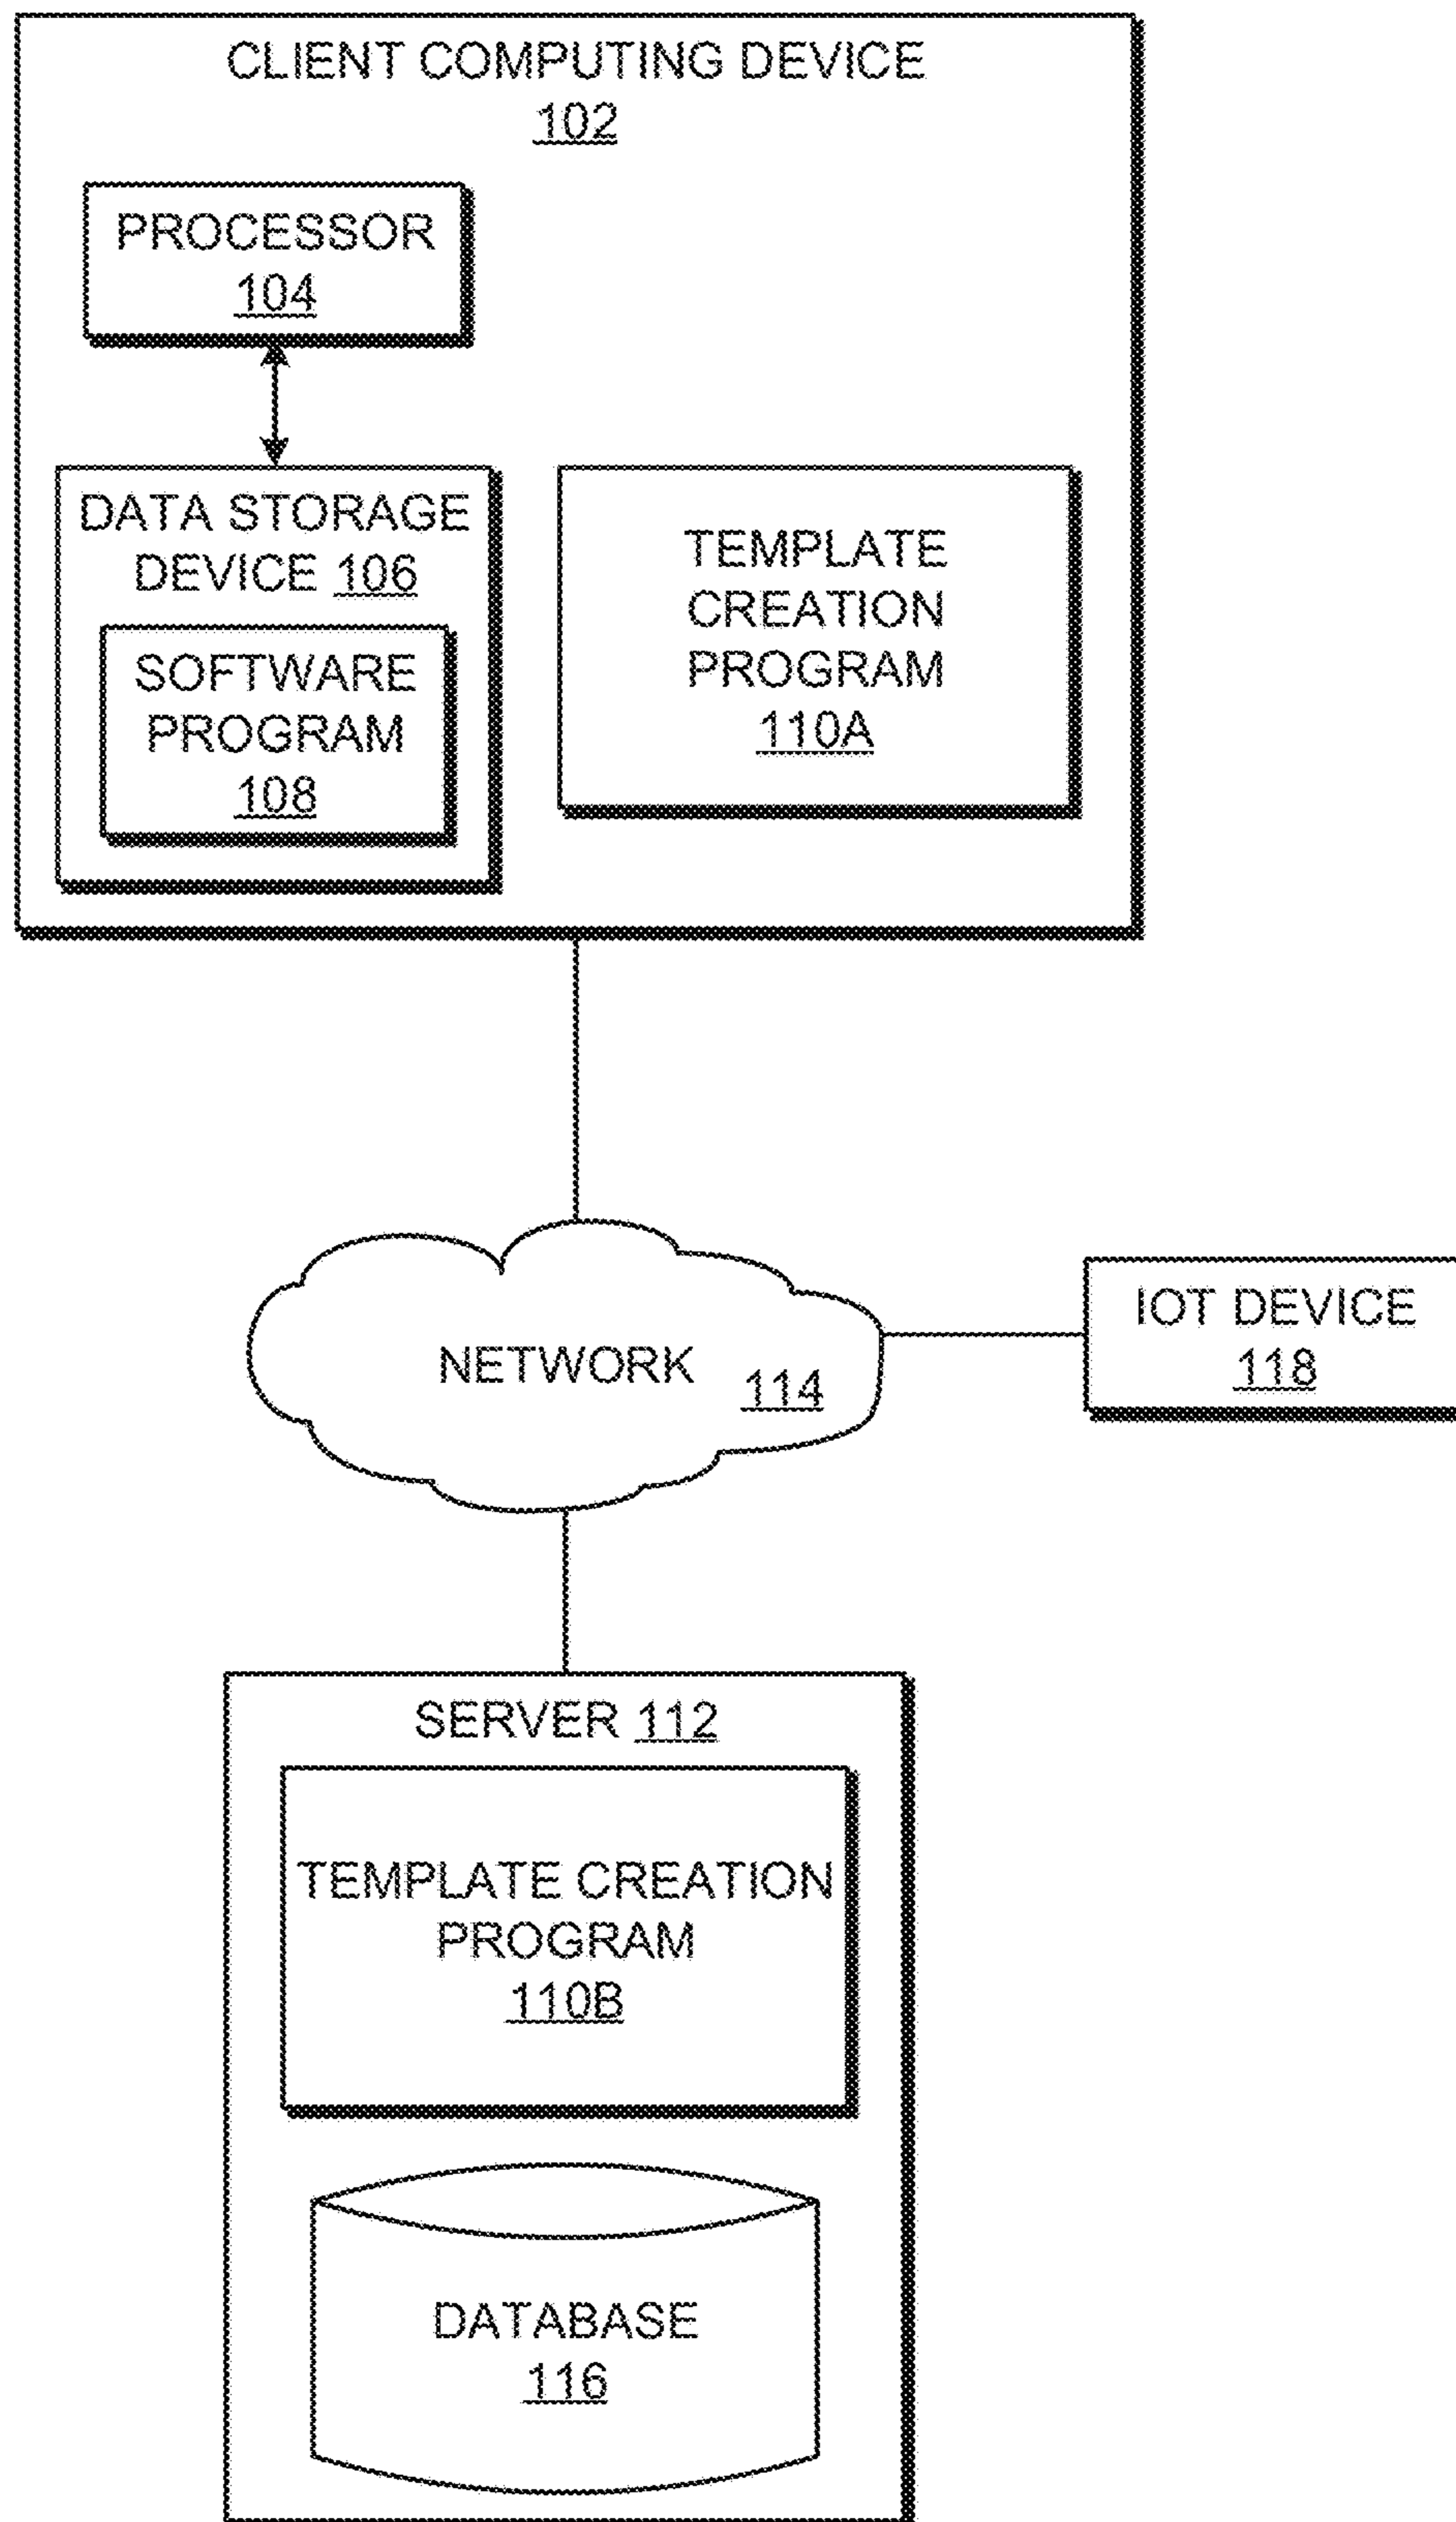 CLIENT COMPUTING DEVICE
102
PROCESSOR
104
DATA STORAGE
DEVICE 106
SOFTWARE
PROGRAM
108
TEMPLATE
CREATION
PROGRAM
110A
NETWORK 114
IOT DEVICE
118
SERVER 112
TEMPLATE CREATION
PROGRAM
110B
DATABASE
116